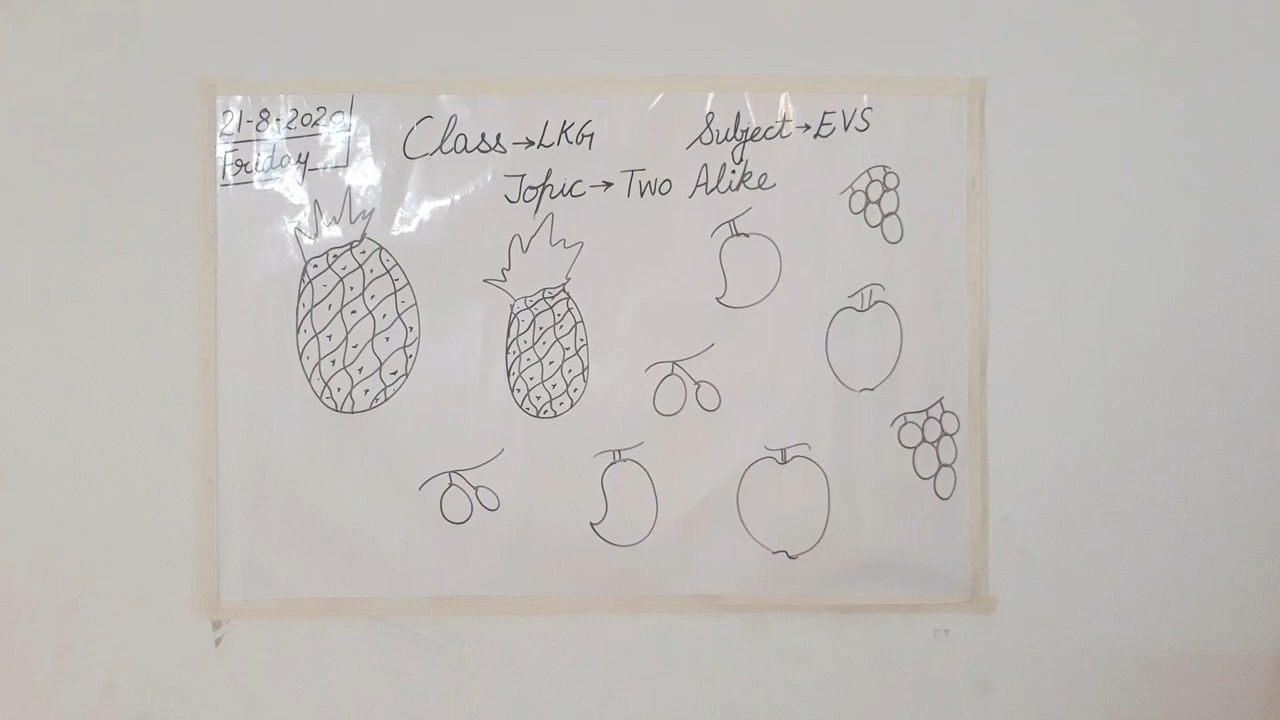 21-8-2020
Friday
Class→LKG
Subject→EVS
Topic→Two Alike